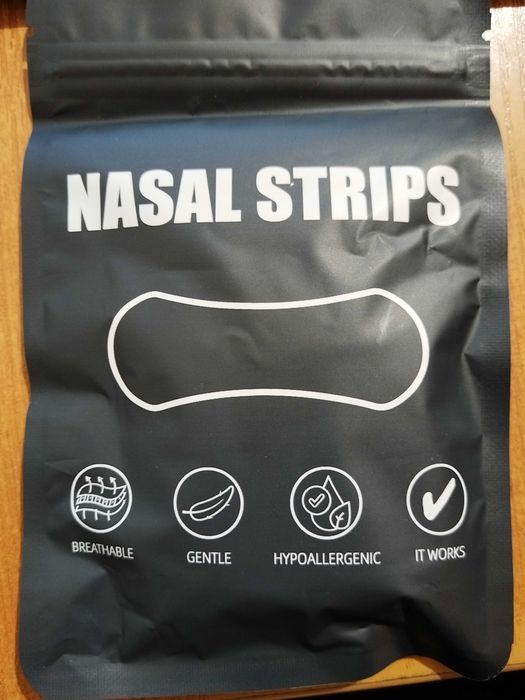 NASAL STRIPS
BREATHABLE
GENTLE
HYPOALLERGENIC
IT WORKS